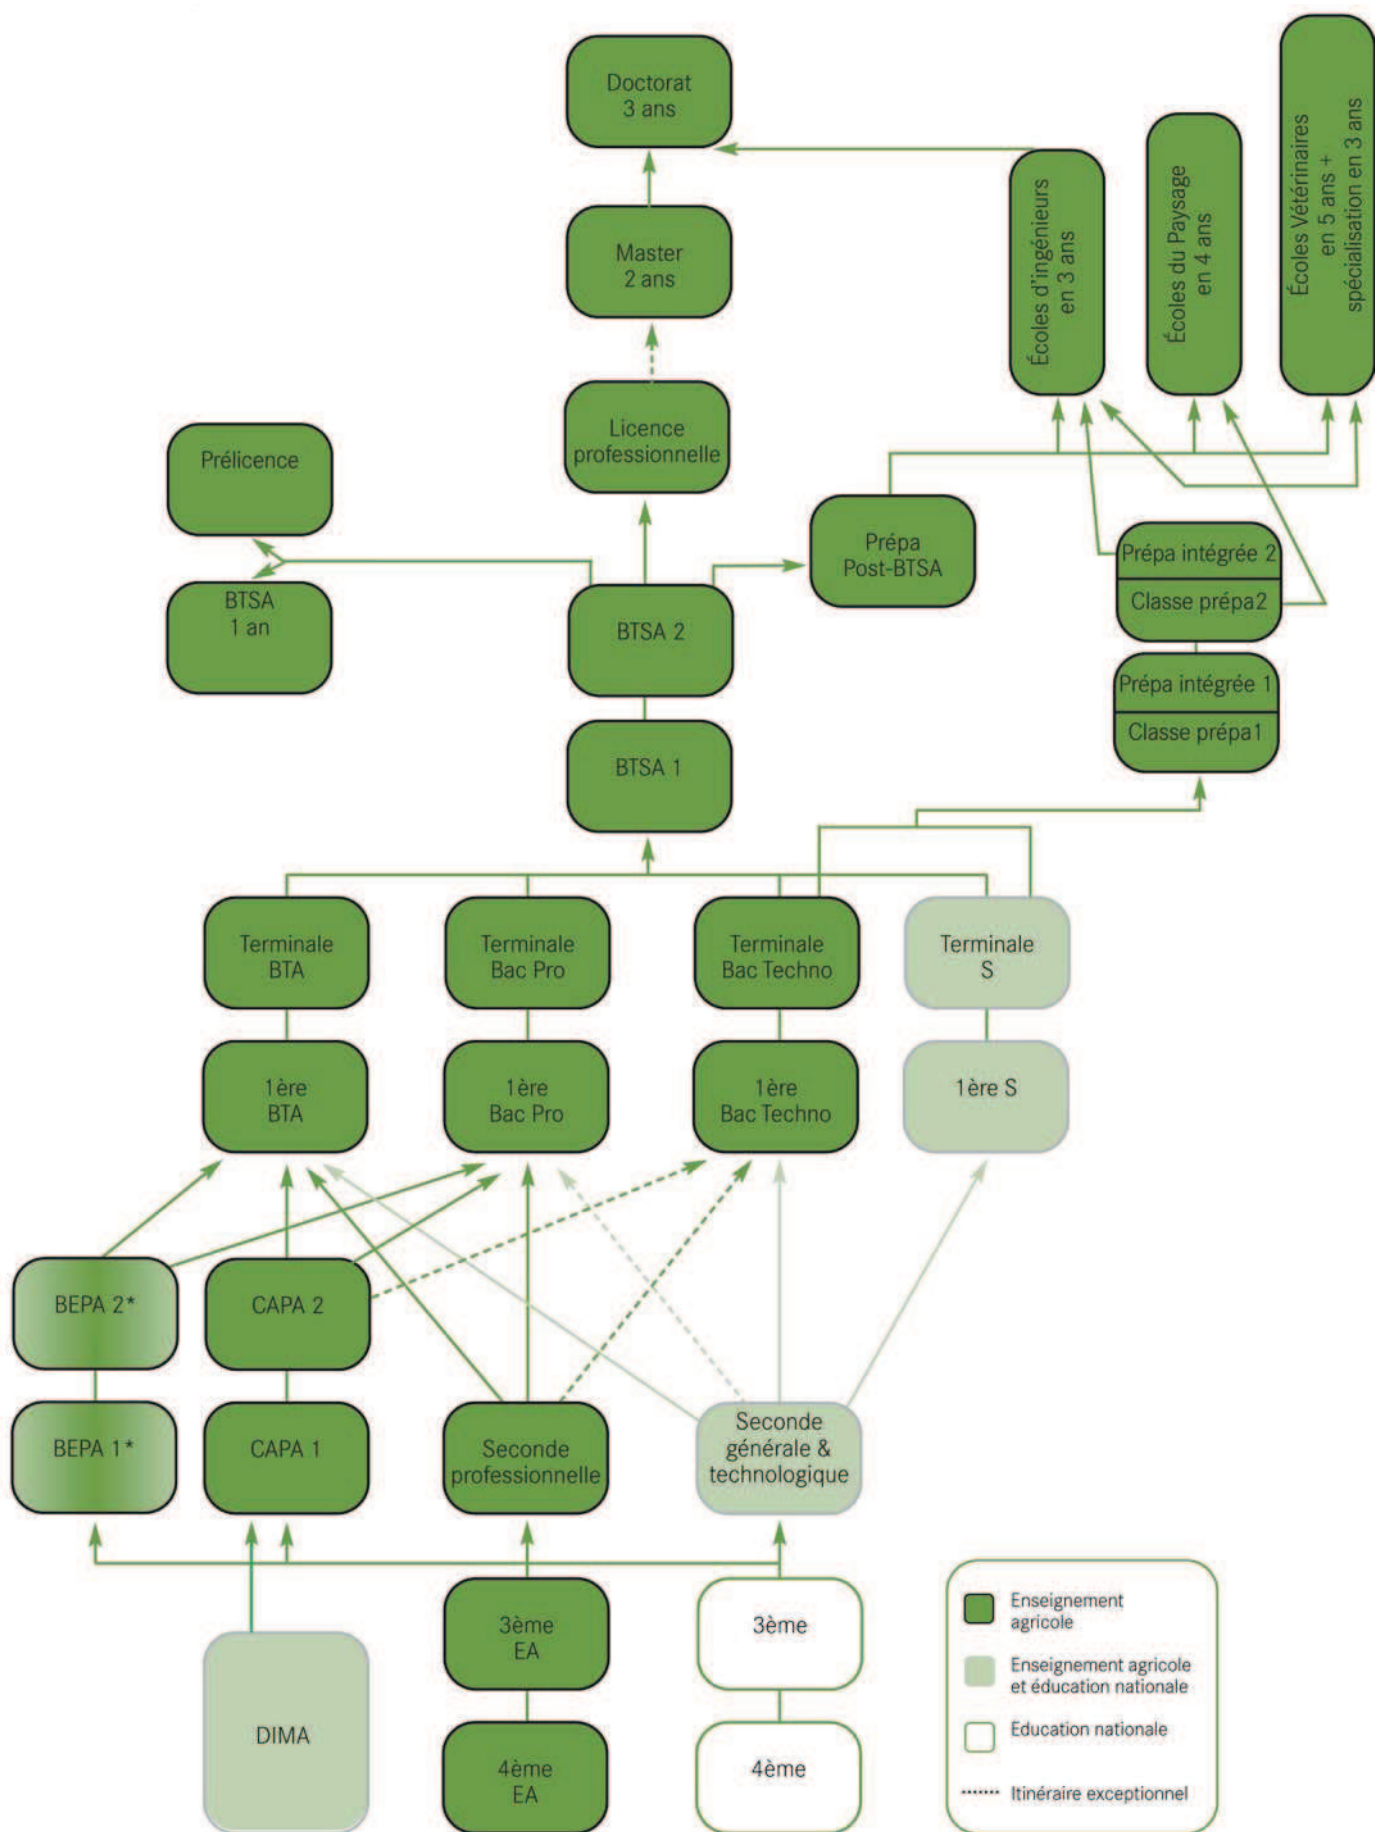 Doctorat
3 ans
Master
2 ans
Licence
professionnelle
Écoles d'ingénieurs
en 3 ans
Écoles du Paysage
en 4 ans
Écoles Vétérinaires
en 5 ans +
spécialisation en 3 ans
Prélicence
BTSA
1 an
BTSA 2
Prépa
Post-BTSA
Prépa intégrée 2
Classe prépa2
Prépa intégrée 1
Classe prépa1
BTSA 1
Terminale
BTA
Terminale
Bac Pro
Terminale
Bac Techno
Terminale
S
1ère
BTA
1ère
Bac Pro
1ère
Bac Techno
1ère S
BEPA 2*
CAPA 2
BEPA 1*
CAPA 1
Seconde
professionnelle
Seconde
générale &
technologique
DIMA
3ème
EA
3ème
4ème
EA
4ème
Enseignement
agricole
Enseignement agricole
et éducation nationale
Education nationale
Itinéraire exceptionnel